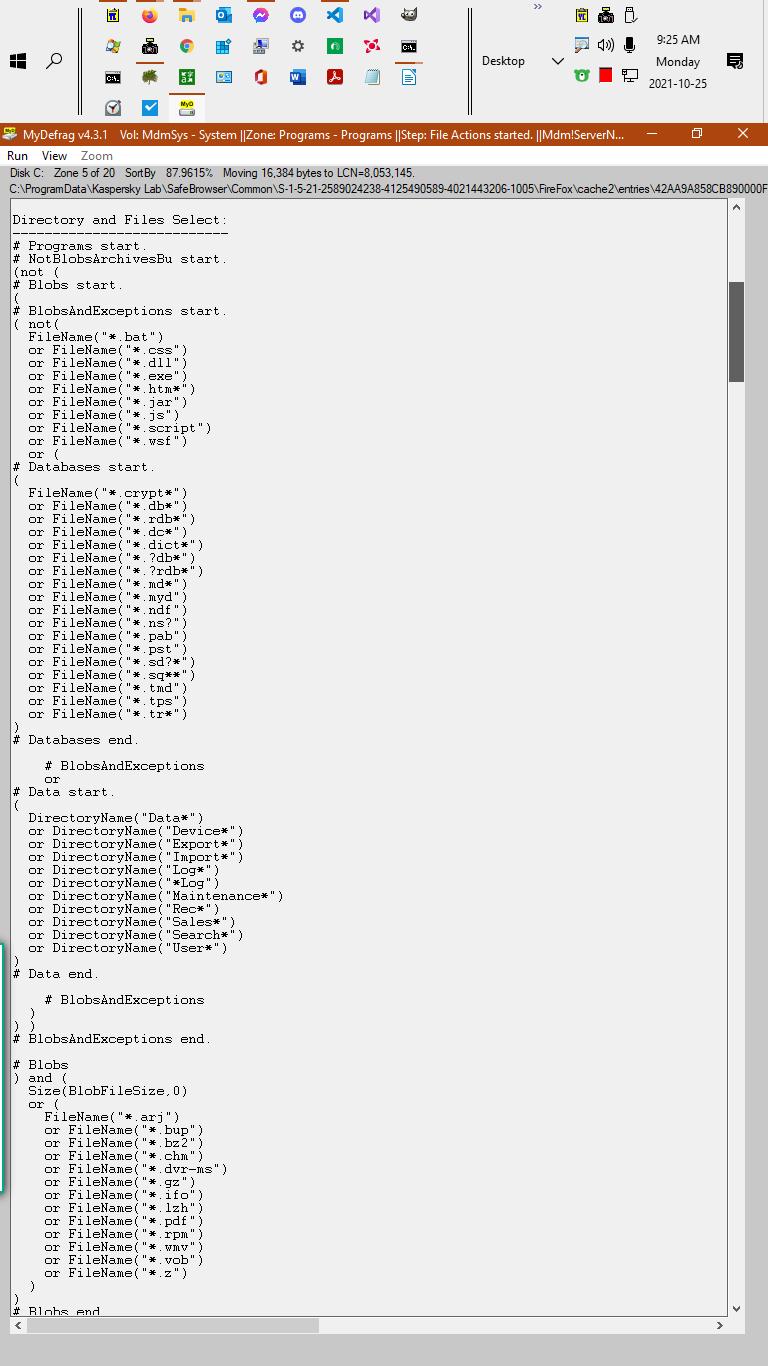 9:25 AM
Desktop
Monday
2021-10-25
MyDefrag v4.3.1 Vol: MdmSys - System ||Zone: Programs - Programs ||Step: File Actions started. ||Mdm!ServerN...
Run View Zoom
Disk C: Zone 5 of 20 SortBy 87.9615% Moving 16,384 bytes to LCN=8,053,145.
C:\ProgramData\Kaspersky Lab\SafeBrowser\Common\S-1-5-21-2589024238-4125490589-4021443206-1005\FireFox\cache2\entries\42AA9A858CB890000F
Directory and Files Select:
---------------------------
# Programs start.
# NotBlobsArchivesBu start.
(not (
# Blobs start.
(
# BlobsAndExceptions start.
( not(
FileName("*.bat")
or FileName("*.css")
or FileName("*.dll")
or FileName("*.exe")
or FileName("*.htm*")
or FileName("*.jar")
or FileName("*.js")
or FileName("*.script")
or FileName("*.wsf")
or (
# Databases start.
(
FileName("*.crypt*")
or FileName("*.db*")
or FileName("*.rdb*")
or FileName("*.dc*")
or FileName("*.dict*")
or FileName("*.?db*")
or FileName("*.?rdb*")
or FileName("*.md*")
or FileName("*.myd")
or FileName("*.ndf")
or FileName("*.ns?")
or FileName("*.pab")
or FileName("*.pst")
or FileName("*.sd?*")
or FileName("*.sq**")
or FileName("*.tmd")
or FileName("*.tps")
or FileName("*.tr*")
)
# Databases end.
# BlobsAndExceptions
or
# Data start.
(
DirectoryName("Data*")
or DirectoryName("Device*")
or DirectoryName("Export*")
or DirectoryName("Import*")
or DirectoryName("Log*")
or DirectoryName("*Log")
or DirectoryName("Maintenance*")
or DirectoryName("Rec*")
or DirectoryName("Sales*")
or DirectoryName("Search*")
or DirectoryName("User*")
)
# Data end.
# BlobsAndExceptions
)
) )
# BlobsAndExceptions end.
# Blobs
) and (
Size(BlobFileSize,0)
or (
FileName("*.arj")
or FileName("*.bup")
or FileName("*.bz2")
or FileName("*.chm")
or FileName("*.dvr-ms")
or FileName("*.gz")
or FileName("*.ifo")
or FileName("*.lzh")
or FileName("*.pdf")
or FileName("*.rpm")
or FileName("*.wmv")
or FileName("*.vob")
or FileName("*.z")
)
)
# Blobs end